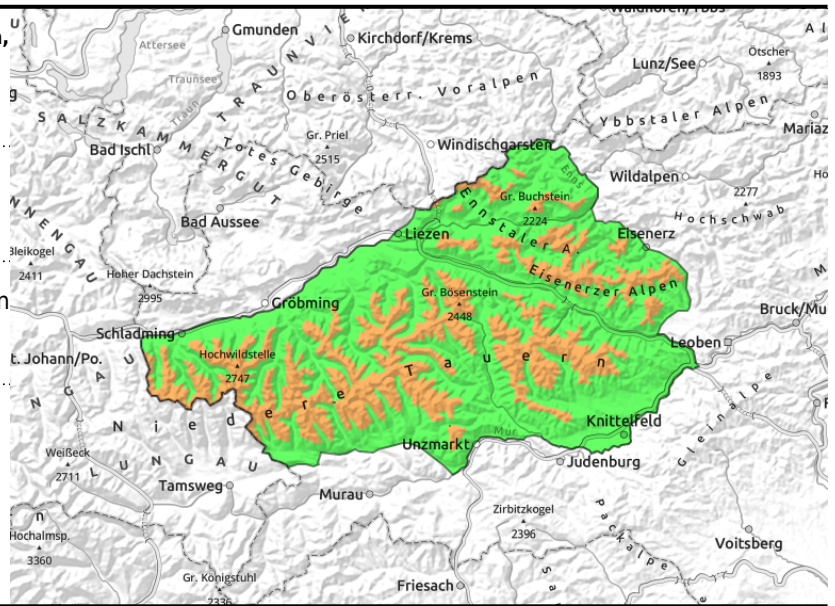 Gmunden
Kirchdorf/Krems
Attersee
Ötscher
1893
Lunz/See
Traunsee
Traun
TRAUNVIE
Oberösterr. Voralpen
Ybbstaler Alpen
SALZKAMMERGUT
Bad Ischl
Gr. Priel
2515
Windischgarsten
Mariaz
Totes Gebirge
Wildalpen
Enns
2277
Hochschwab
Gr. Buchstein
2224
Bad Aussee
Liezen
Ennstaler A.
Eisenerz
NNENGAU
Bleikogel
2411
Hoher Dachstein
2995
Eisenerzer Alpen
Gröbming
Gr. Bösenstein
2448
Bruck/Mu
Schladming
Leoben
t. Johann/Po.
Hochwildstelle
2747
Niedere Tauern
NGAU
Gleinalpe
Knittelfeld
Mur
Unzmarkt
Judenburg
Weißeck
2711
LUNGAU
Tamsweg
Murau
Zirbitzkogel
2396
Packalpe
n
Hochalmsp.
3360
Voitsberg
Gr. Königstuhl
2336
Friesach
Sa